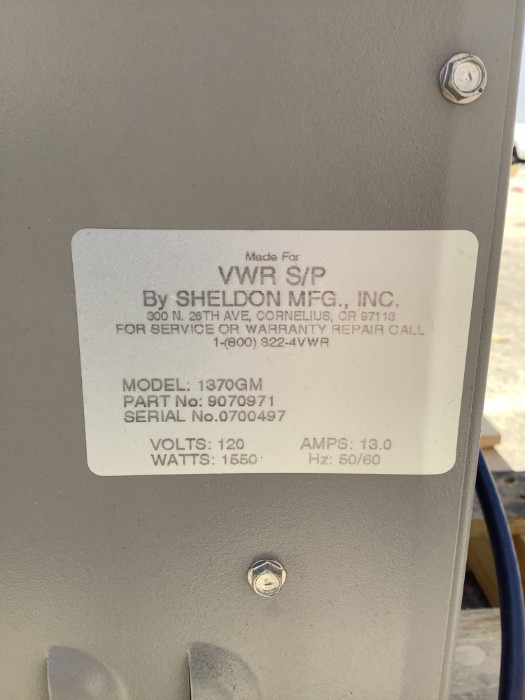 Made For
VWR S/P
By SHELDON MFG., INC.
300 N. 26TH AVE, CORNELIUS, OR 97113
FOR SERVICE OR WARRANTY REPAIR CALL
1-(800) 322-4VWR
MODEL: 1370GM
PART No: 9070971
SERIAL No.0700497
VOLTS: 120 AMPS: 13.0
WATTS: 1550 Hz: 50/60